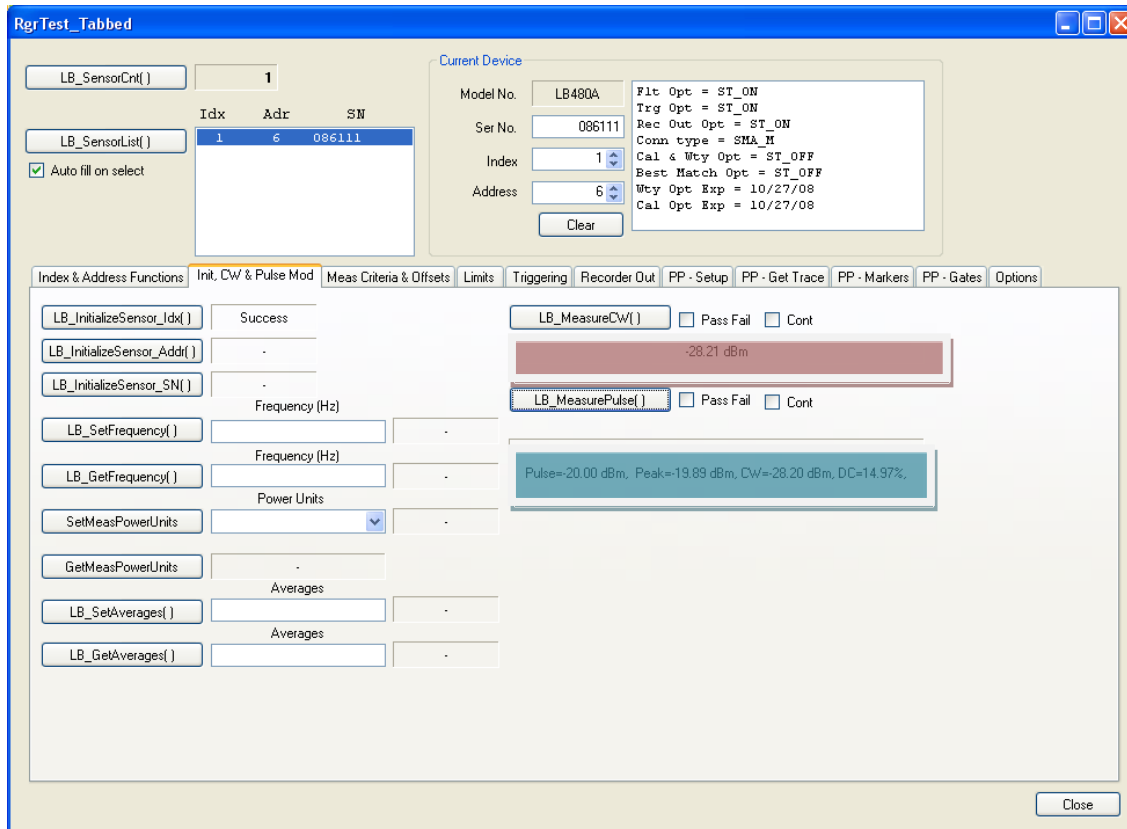 RgrTest_Tabbed
LB_SensorCnt( )
1
Idx Adr SN
LB_SensorList( )
1 6 086111
Auto fill on select
Current Device
Model No.
LB480A
Ser No.
086111
Index
1
Address
6
Clear
Flt Opt = ST_ON
Trg Opt = ST_ON
Rec Out Opt = ST_ON
Conn type = SMA_M
Cal & Wty Opt = ST_OFF
Best Match Opt = ST_OFF
Wty Opt Exp = 10/27/08
Cal Opt Exp = 10/27/08
Index & Address Functions Init, CW & Pulse Mod Meas Criteria & Offsets Limits Triggering Recorder Out PP - Setup PP - Get Trace PP - Markers PP - Gates Options
LB_InitializeSensor_Idx( )
Success
LB_InitializeSensor_Addr( )
-
LB_InitializeSensor_SN( )
-
Frequency (Hz)
LB_SetFrequency( )
-
Frequency (Hz)
LB_GetFrequency( )
-
Power Units
SetMeasPowerUnits
-
GetMeasPowerUnits
-
Averages
LB_SetAverages( )
-
Averages
LB_GetAverages( )
-
LB_MeasureCW( )
Pass Fail
Cont
-28.21 dBm
LB_MeasurePulse( )
Pass Fail
Cont
Pulse=-20.00 dBm, Peak=-19.89 dBm, CW=-28.20 dBm, DC=14.97%,
Close